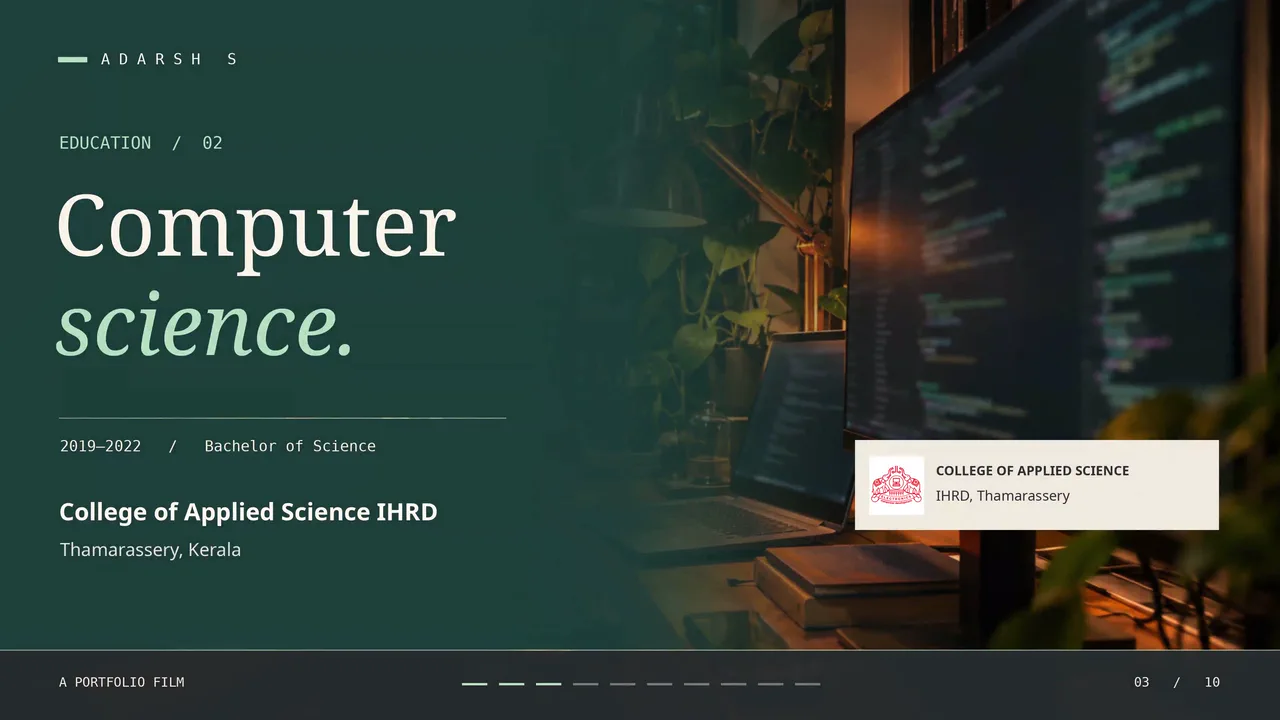 ADARSH S
EDUCATION / 02
Computer
science.
2019–2022 / Bachelor of Science
College of Applied Science IHRD
Thamarassery, Kerala
COLLEGE OF APPLIED SCIENCE
IHRD, Thamarassery
A PORTFOLIO FILM
03 / 10